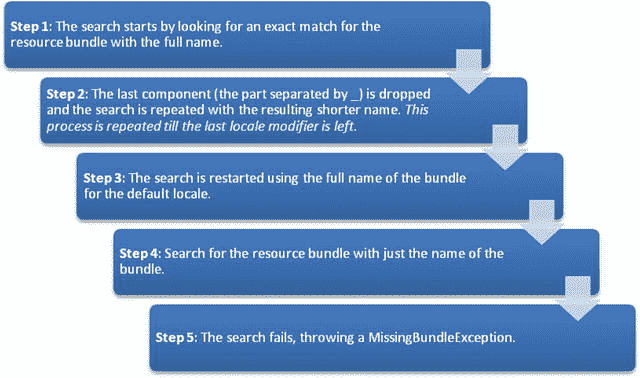 Step 1: The search starts by looking for an exact match for the
resource bundle with the full name.
Step 2: The last component (the part separated by _) is dropped
and the search is repeated with the resulting shorter name. This
process is repeated till the last locale modifier is left.
Step 3: The search is restarted using the full name of the bundle
for the default locale.
Step 4: Search for the resource bundle with just the name of the
bundle.
Step 5: The search fails, throwing a MissingBundleException.